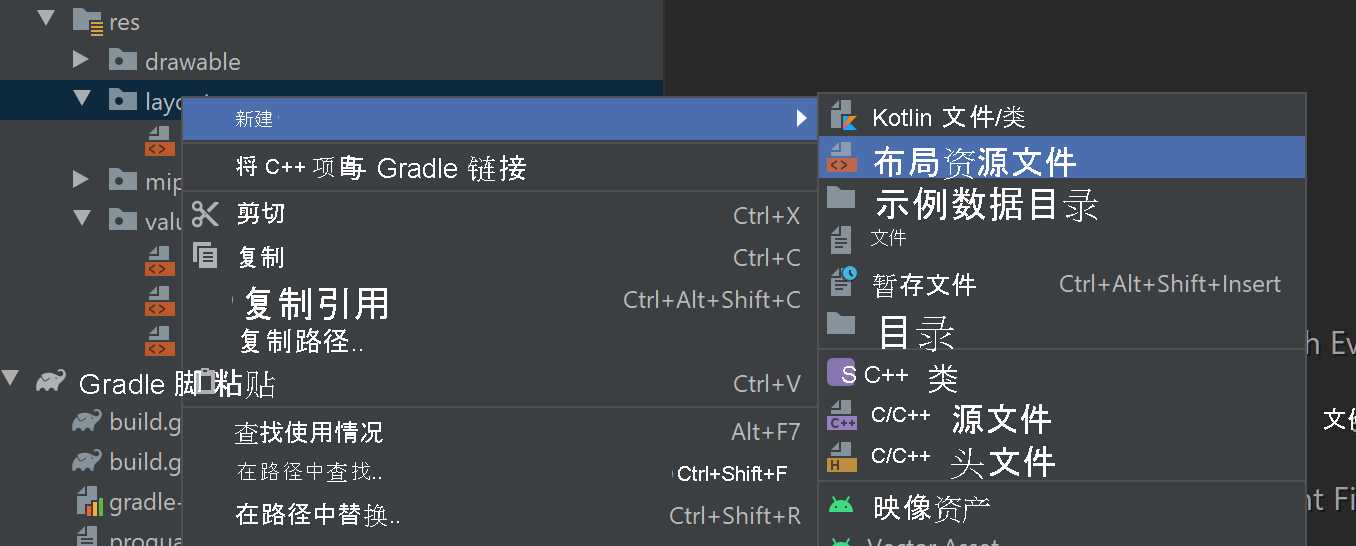 res
drawable
新建
将 C++ 项目与 Gradle 链接
剪切 Ctrl+X
复制 Ctrl+C
复制引用 Ctrl+Alt+Shift+C
复制路径..
Gradle 脚
粘贴 Ctrl+V
build.g
build.g
gradle-
查找使用情况 Alt+F7
在路径中查找.. Ctrl+Shift+F
在路径中替换.. Ctrl+Shift+R
Kotlin 文件/类
布局资源文件
示例数据目录
文件
暂存文件 Ctrl+Alt+Shift+Insert
目录
S C++ 类
C/C++ 源文件
C/C++ 头文件
映像资产
Vector Asset